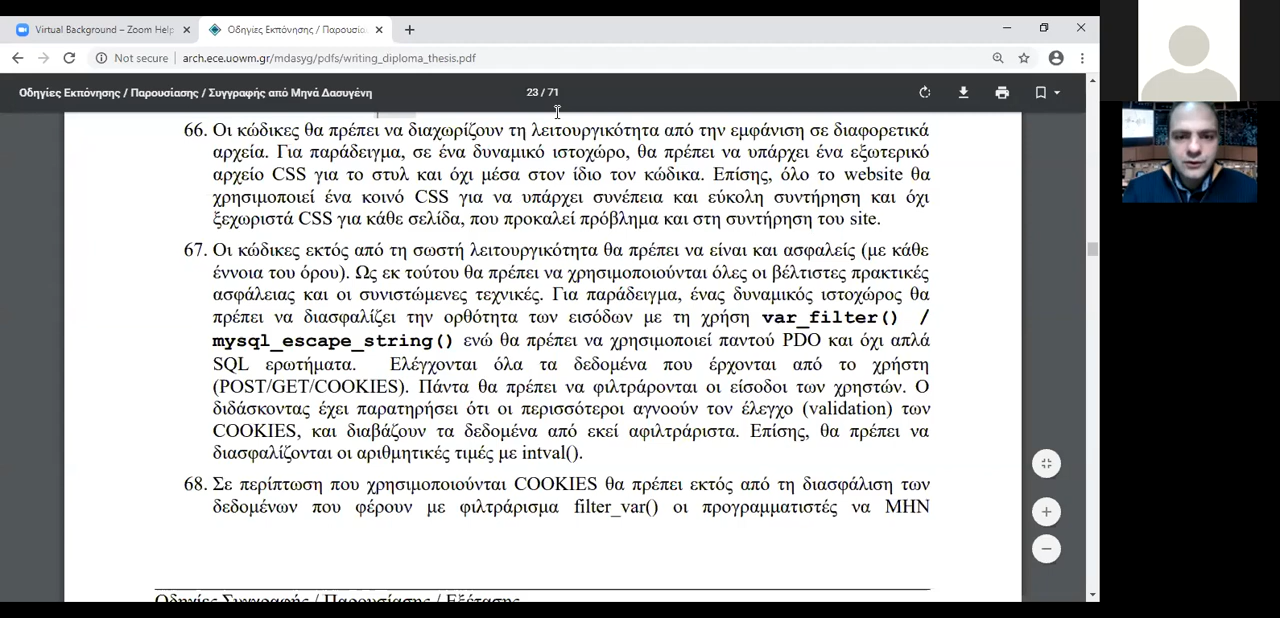 Virtual Background – Zoom Help
Οδηγίες Εκπόνησης / Παρουσία
Not secure | arch.ece.uowm.gr/mdasyg/pdfs/writing_diploma_thesis.pdf
Οδηγίες Εκπόνησης / Παρουσίασης / Συγγραφής από Μηνά Δασυγένη
23 / 71
66. Οι κώδικες θα πρέπει να διαχωρίζουν τη λειτουργικότητα από την εμφάνιση σε διαφορετικά
αρχεία. Για παράδειγμα, σε ένα δυναμικό ιστοχώρο, θα πρέπει να υπάρχει ένα εξωτερικό
αρχείο CSS για το στυλ και όχι μέσα στον ίδιο τον κώδικα. Επίσης, όλο το website θα
χρησιμοποιεί ένα κοινό CSS για να υπάρχει συνέπεια και εύκολη συντήρηση και όχι
ξεχωριστά CSS για κάθε σελίδα, που προκαλεί πρόβλημα και στη συντήρηση του site.
67. Οι κώδικες εκτός από τη σωστή λειτουργικότητα θα πρέπει να είναι και ασφαλείς (με κάθε
έννοια του όρου). Ως εκ τούτου θα πρέπει να χρησιμοποιούνται όλες οι βέλτιστες πρακτικές
ασφάλειας και οι συνιστώμενες τεχνικές. Για παράδειγμα, ένας δυναμικός ιστοχώρος θα
πρέπει να διασφαλίζει την ορθότητα των εισόδων με τη χρήση var_filter() /
mysql_escape_string() ενώ θα πρέπει να χρησιμοποιεί παντού PDO και όχι απλά
SQL ερωτήματα. Ελέγχονται όλα τα δεδομένα που έρχονται από το χρήστη
(POST/GET/COOKIES). Πάντα θα πρέπει να φιλτράρονται οι είσοδοι των χρηστών. Ο
διδάσκοντας έχει παρατηρήσει ότι οι περισσότεροι αγνοούν τον έλεγχο (validation) των
COOKIES, και διαβάζουν τα δεδομένα από εκεί αφιλτράριστα. Επίσης, θα πρέπει να
διασφαλίζονται οι αριθμητικές τιμές με intval().
68. Σε περίπτωση που χρησιμοποιούνται COOKIES θα πρέπει εκτός από τη διασφάλιση των
δεδομένων που φέρουν με φιλτράρισμα filter_var() οι προγραμματιστές να ΜΗΝ
Οδηγίες Συγγραφής / Παρουσίασης / Εξέτασης